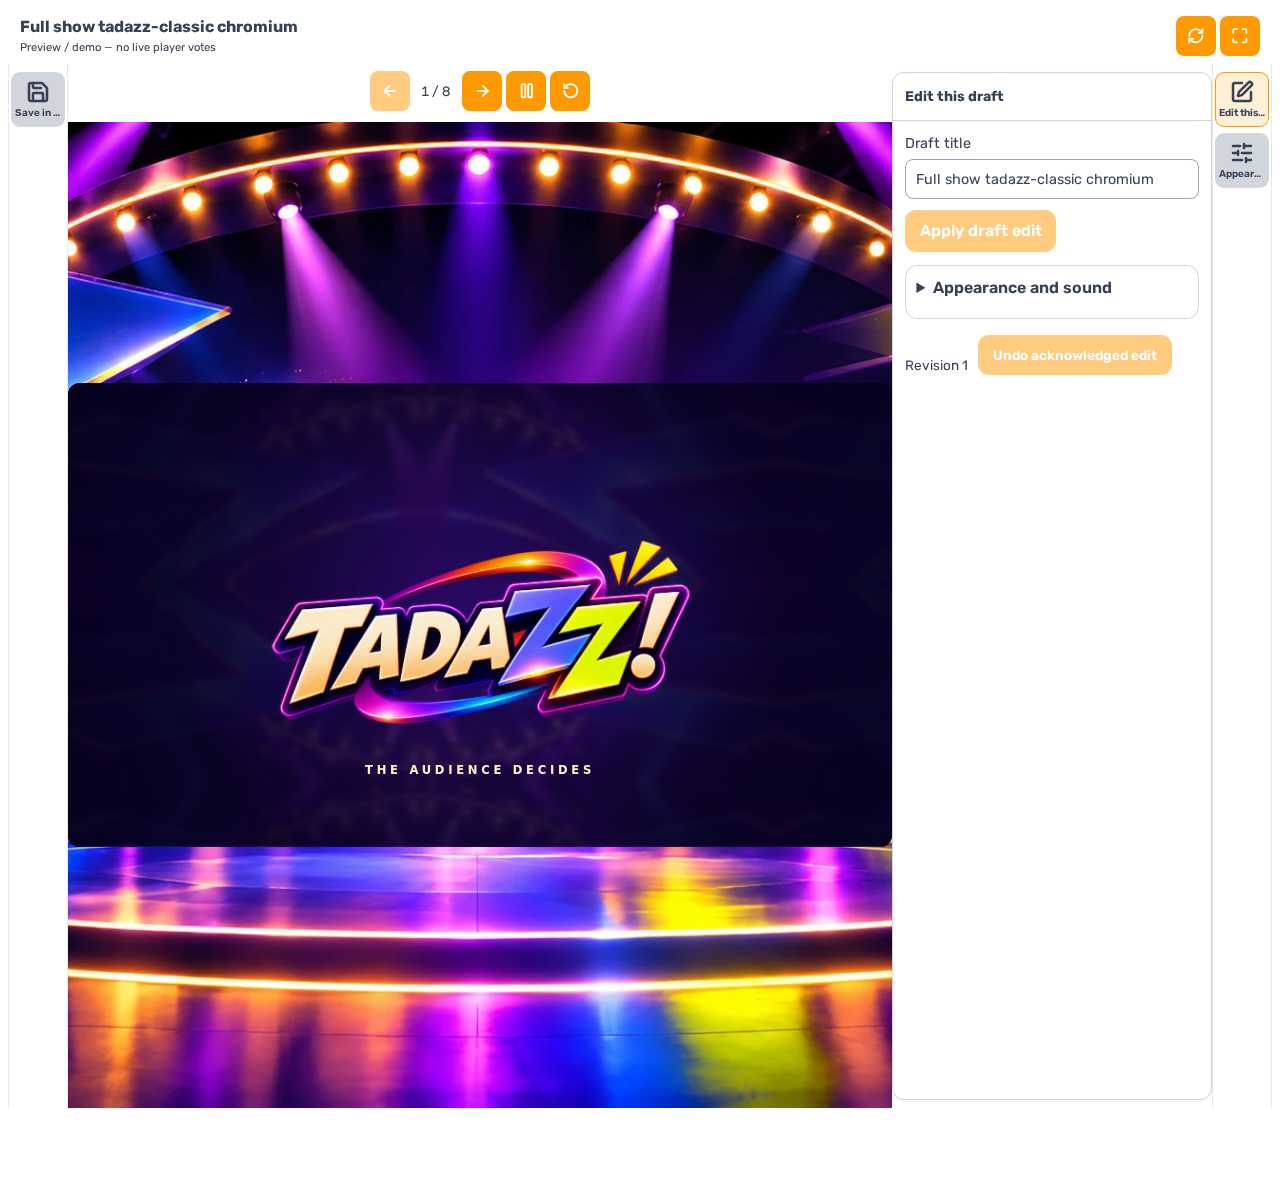 Full show tadazz-classic chromium
Preview / demo — no live player votes
Save in ...
1 / 8
Edit this draft
Draft title
Full show tadazz-classic chromium
Apply draft edit
Appearance and sound
Revision 1
Undo acknowledged edit
Edit this...
Appear...
TADAZZ!
THE AUDIENCE DECIDES